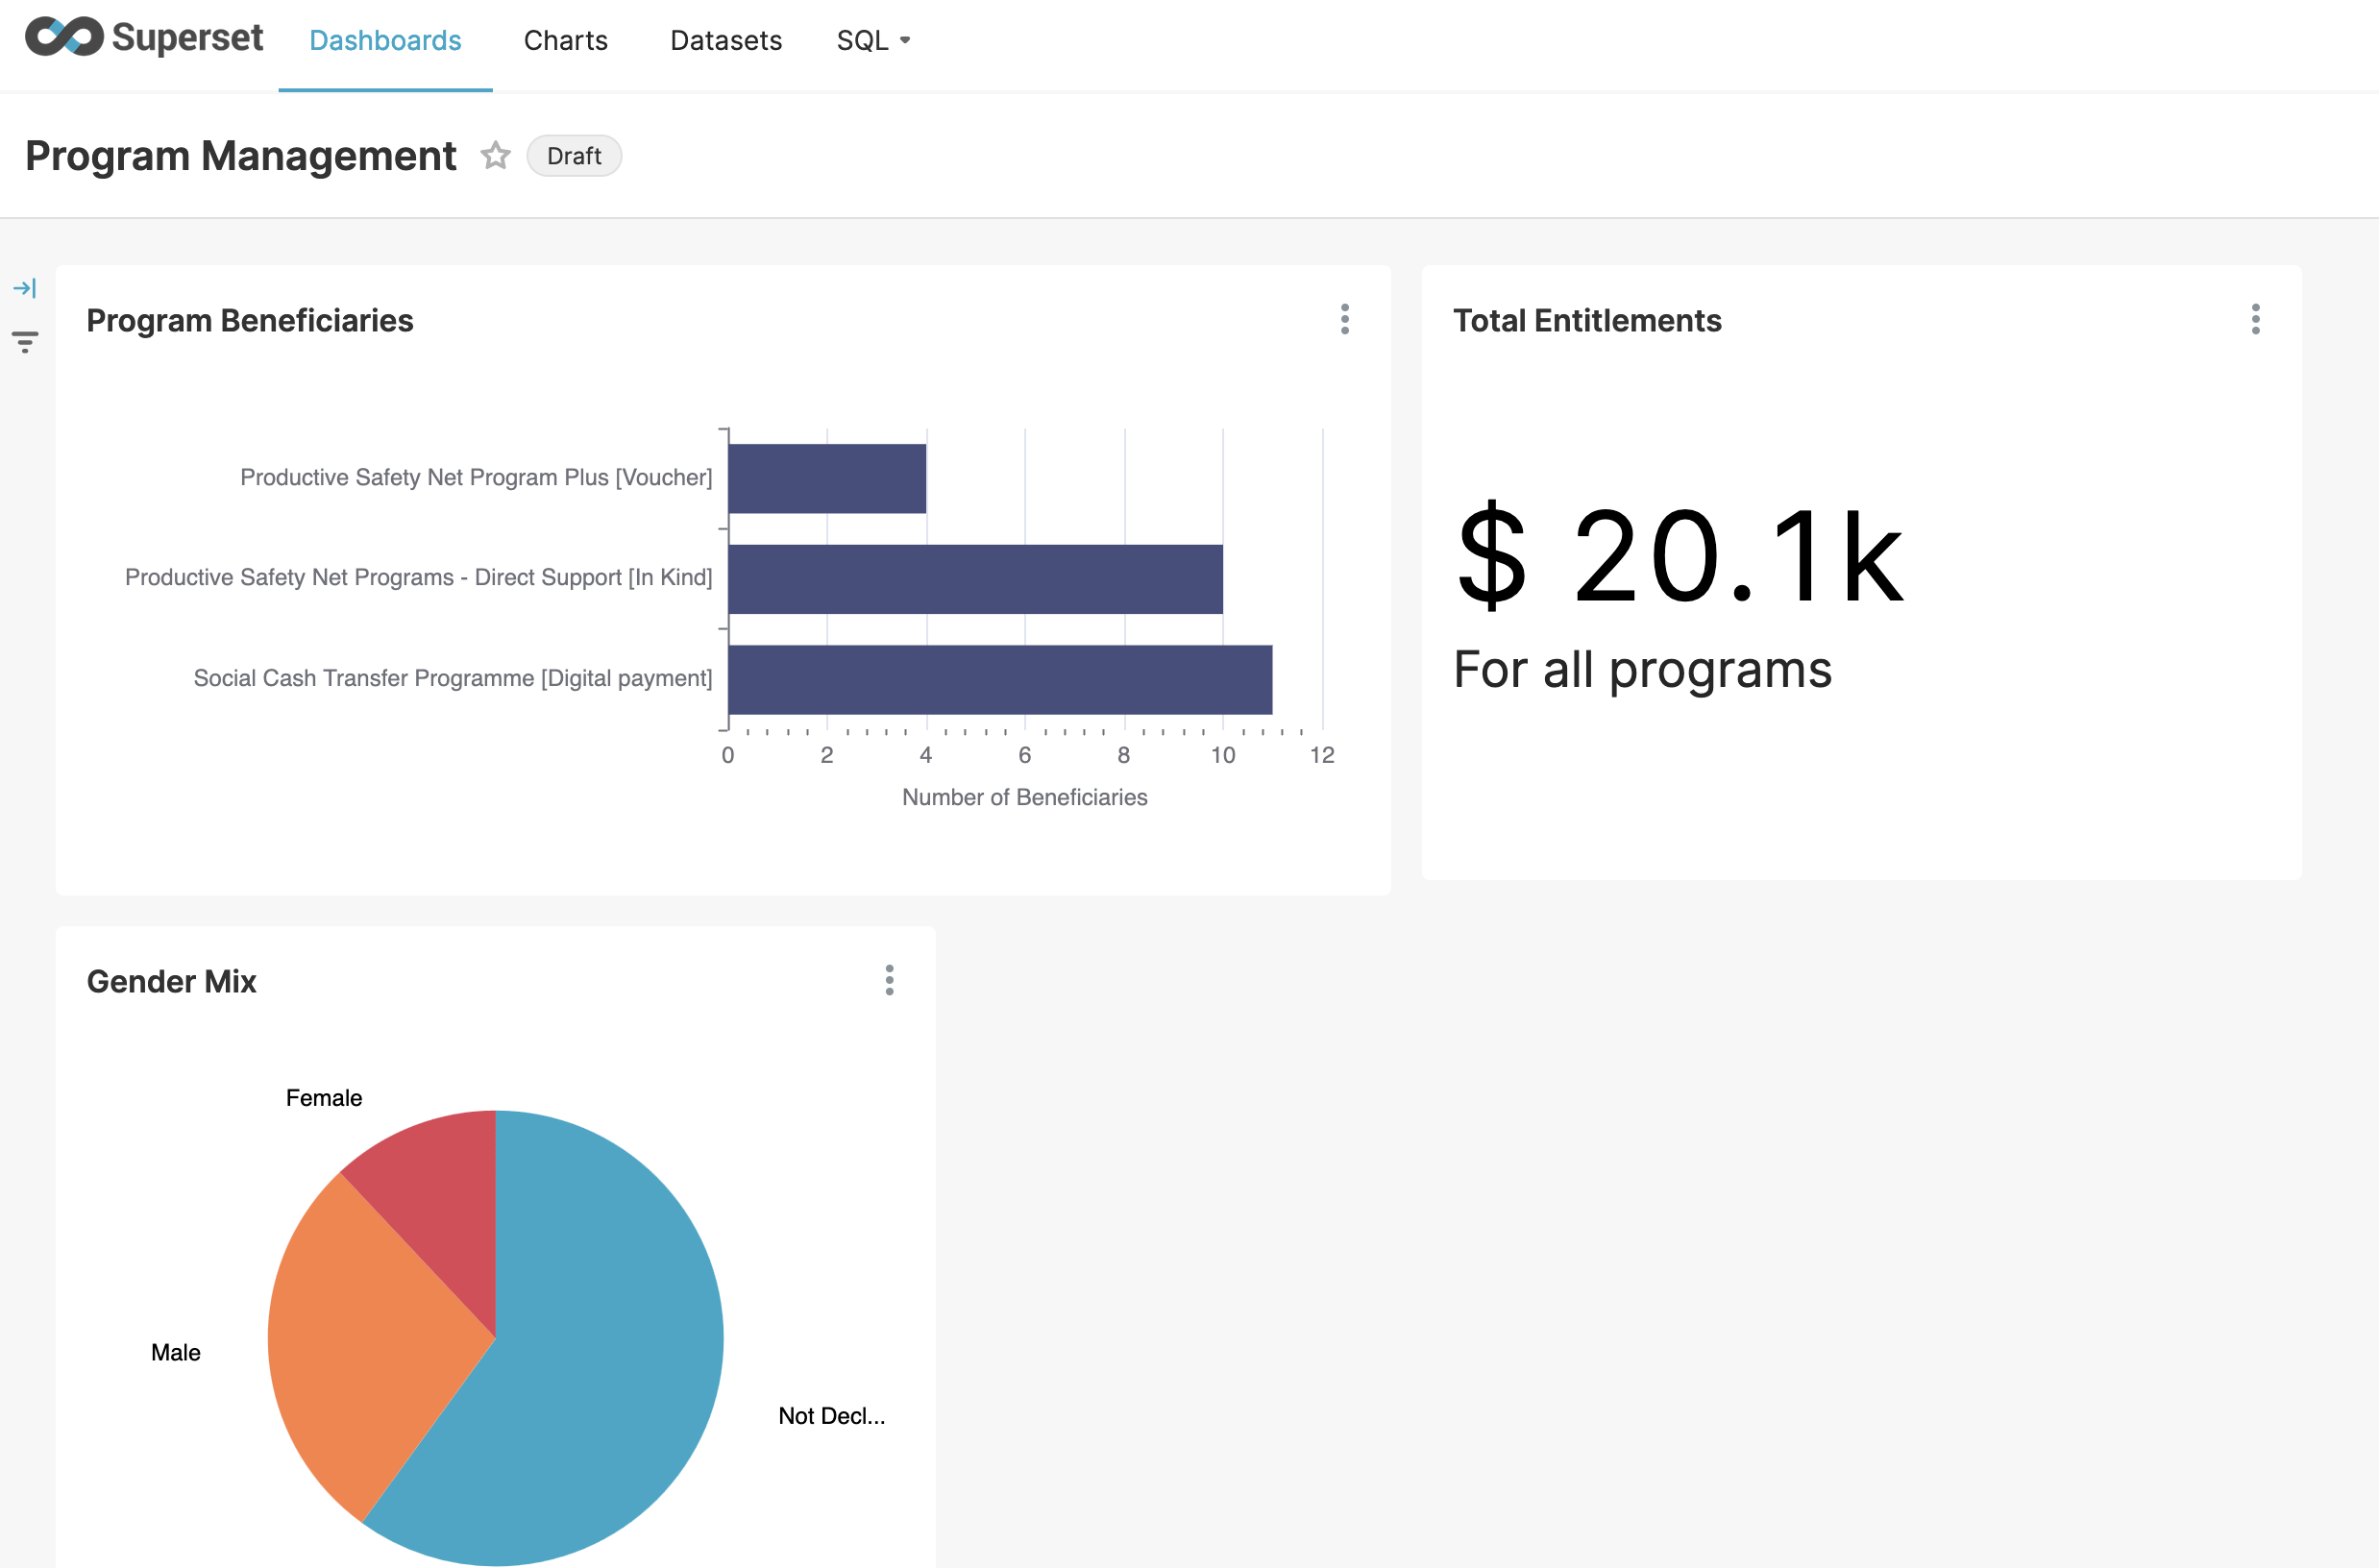 Superset Dashboards Charts Datasets SQL
Program Management Draft
Program Beneficiaries
Productive Safety Net Program Plus [Voucher]
Productive Safety Net Programs - Direct Support [In Kind]
Social Cash Transfer Programme [Digital payment]
0 2 4 6 8 10 12
Number of Beneficiaries
Total Entitlements
$ 20.1k
For all programs
Gender Mix
Female
Male
Not Decl...